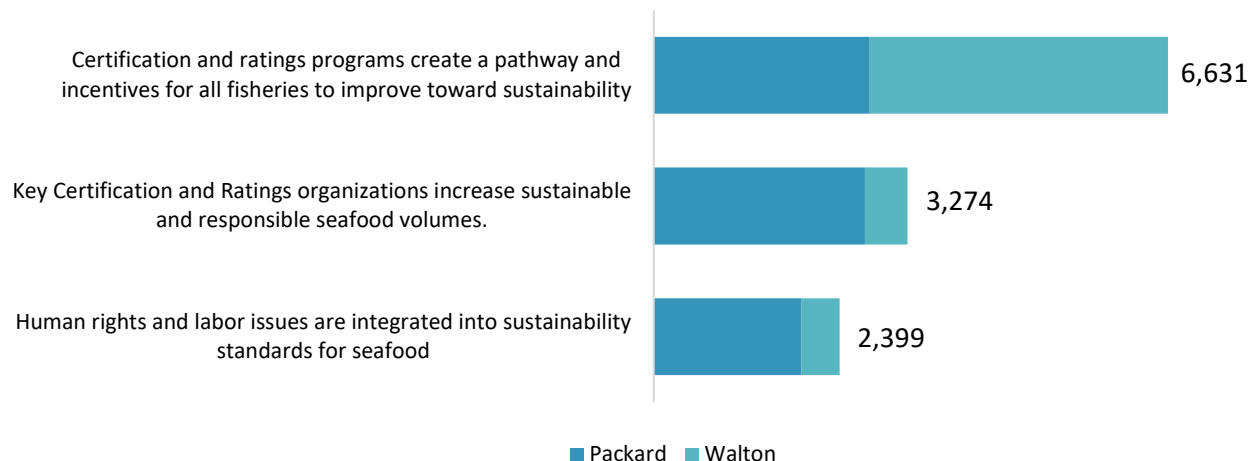 Certification and ratings programs create a pathway and
incentives for all fisheries to improve toward sustainability
6,631
Key Certification and Ratings organizations increase sustainable
and responsible seafood volumes.
3,274
Human rights and labor issues are integrated into sustainability
standards for seafood
2,399
Packard Walton